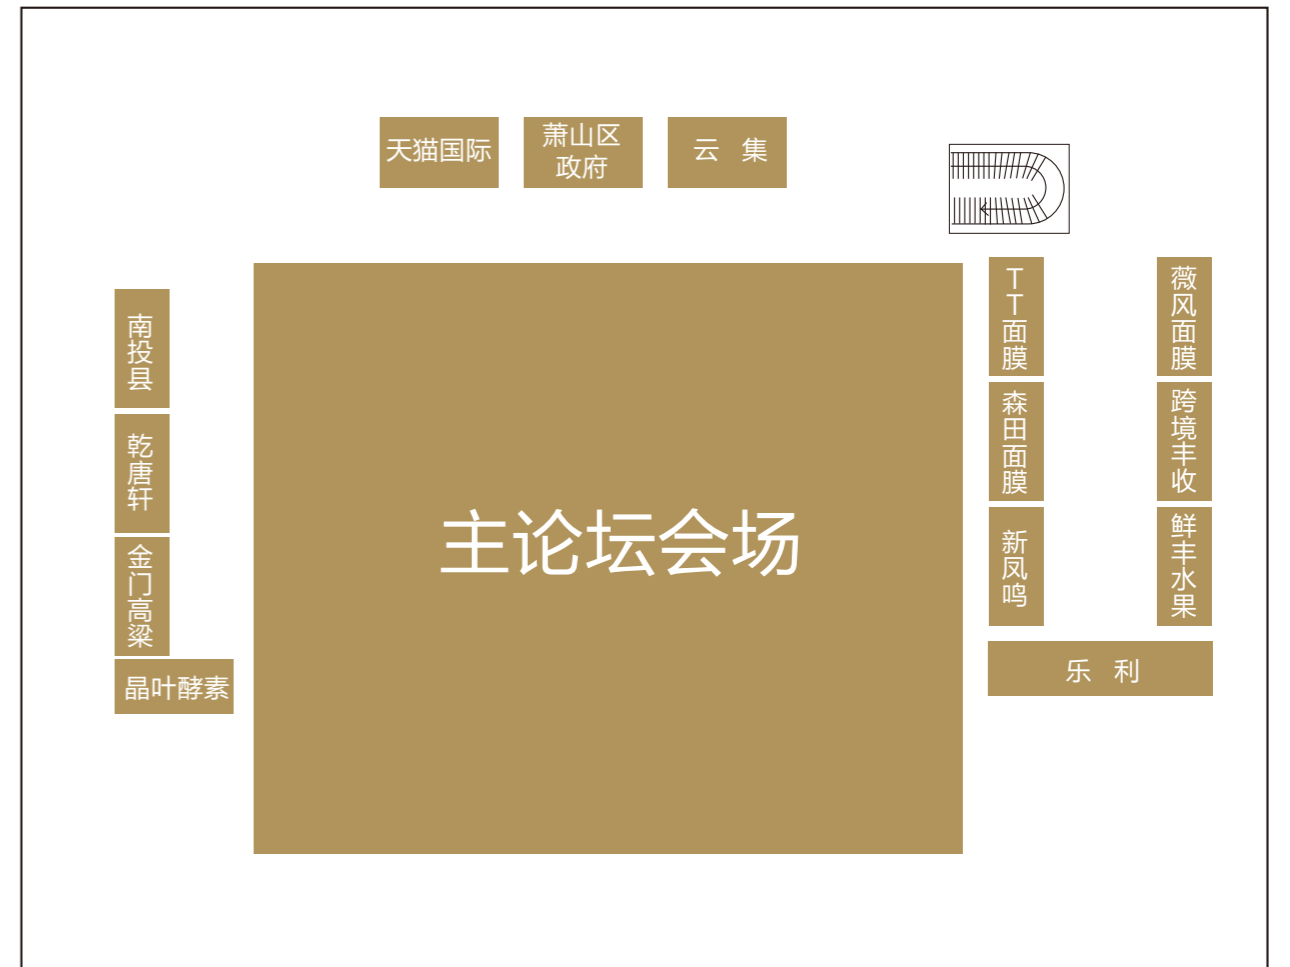 天猫国际
萧山区
政府
云 集
南投县
乾唐轩
金门高粱
晶叶酵素
主论坛会场
TT面膜
森田面膜
新凤鸣
薇风面膜
跨境丰收
鲜丰水果
乐 利